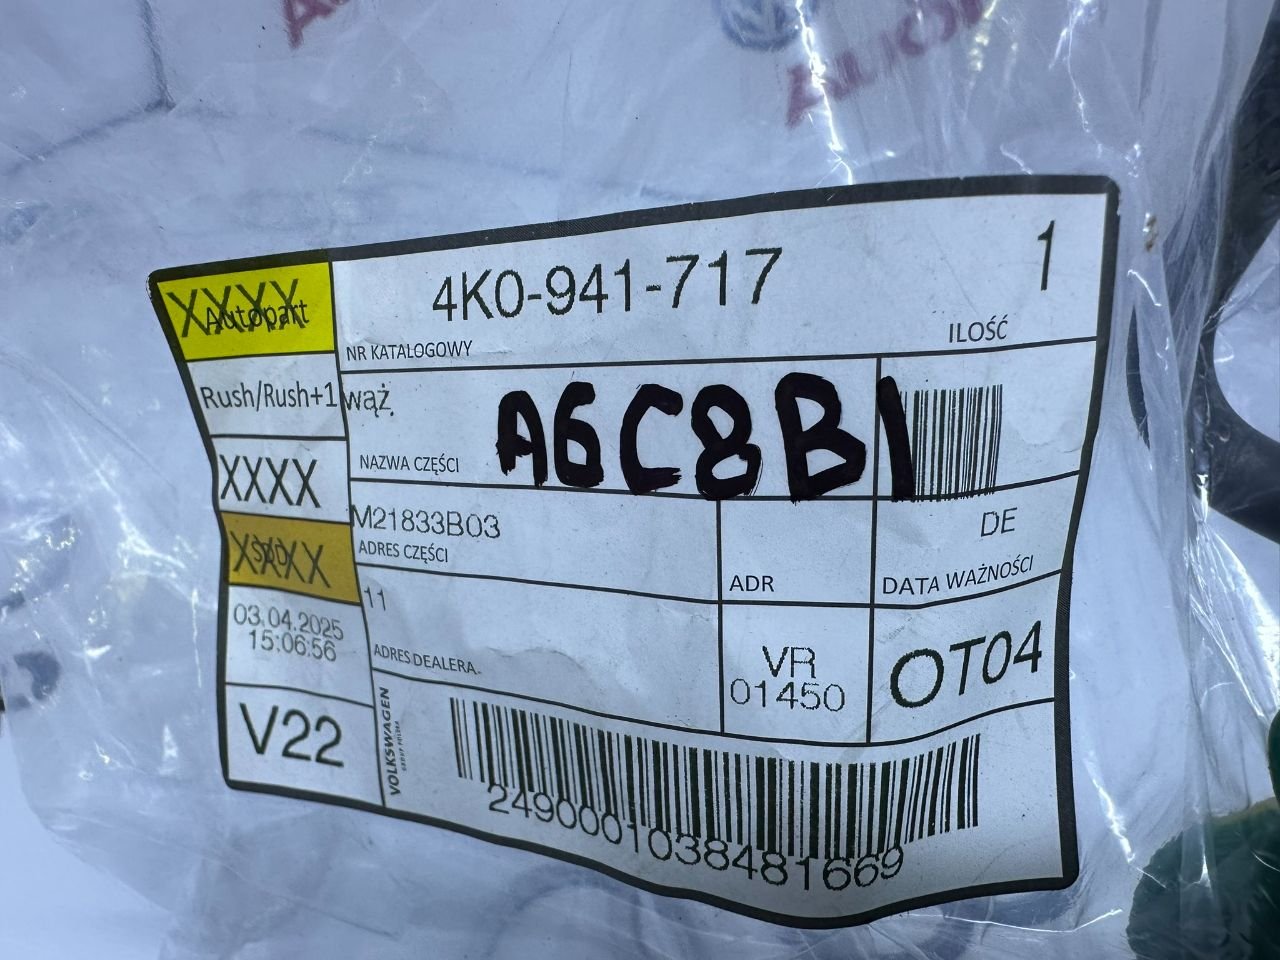 XXXX
Autopart
4K0-941-717
NR KATALOGOWY
1
ILOŚĆ
Rush/Rush+1
wąż
NAZWA CZĘŚCI
A6C8B1
XXXX
M21833B03
ADRES CZĘŚCI
ADR
DE
DATA WAŻNOŚCI
XXXX
11
ADRES DEALERA
VR
01450
OT04
03.04.2025
15:06:56
V22
VOLKSWAGEN
2490001038481669